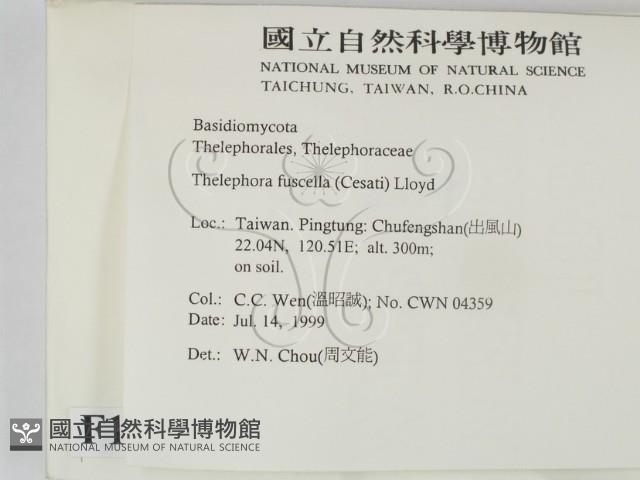 國立自然科學博物館
NATIONAL MUSEUM OF NATURAL SCIENCE
TAICHUNG, TAIWAN, R.O.CHINA
Basidiomycota
Thelephorales, Thelephoraceae
Thelephora fuscella (Cesati) Lloyd
Loc.: Taiwan. Pingtung: Chufengshan(出風山)
22.04N, 120.51E; alt. 300m;
on soil.
Col.: C.C. Wen(溫昭誠); No. CWN 04359
Date: Jul. 14, 1999
Det.: W.N. Chou(周文能)
F1
國立自然科學博物館
NATIONAL MUSEUM OF NATURAL SCIENCE